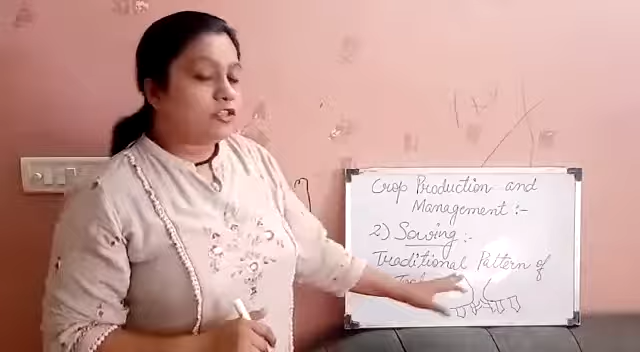 Crop Production and
Management :-
2) Sowing :-
Traditional Pattern of